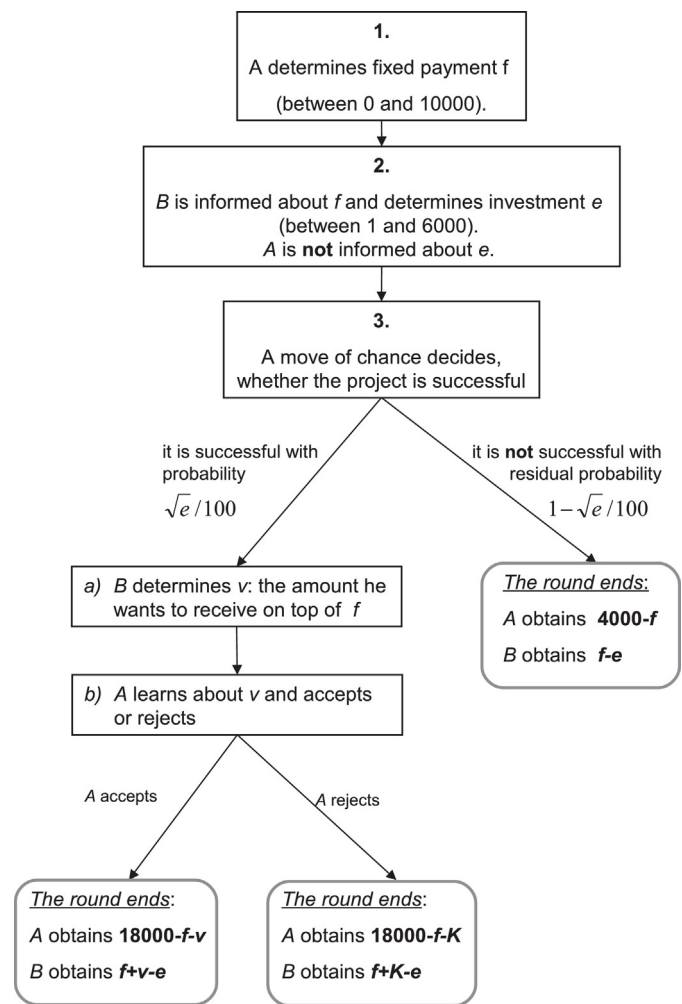 1.
A determines fixed payment f
(between 0 and 10000).
2.
B is informed about f and determines investment e
(between 1 and 6000).
A is not informed about e.
3.
A move of chance decides,
whether the project is successful
it is successful with
probability
√e /100
it is not successful with
residual probability
1−√e /100
a) B determines v: the amount he
wants to receive on top of f
The round ends:
A obtains 4000-f
B obtains f-e
b) A learns about v and accepts
or rejects
A accepts
A rejects
The round ends:
A obtains 18000-f-v
B obtains f+v-e
The round ends:
A obtains 18000-f-K
B obtains f+K-e